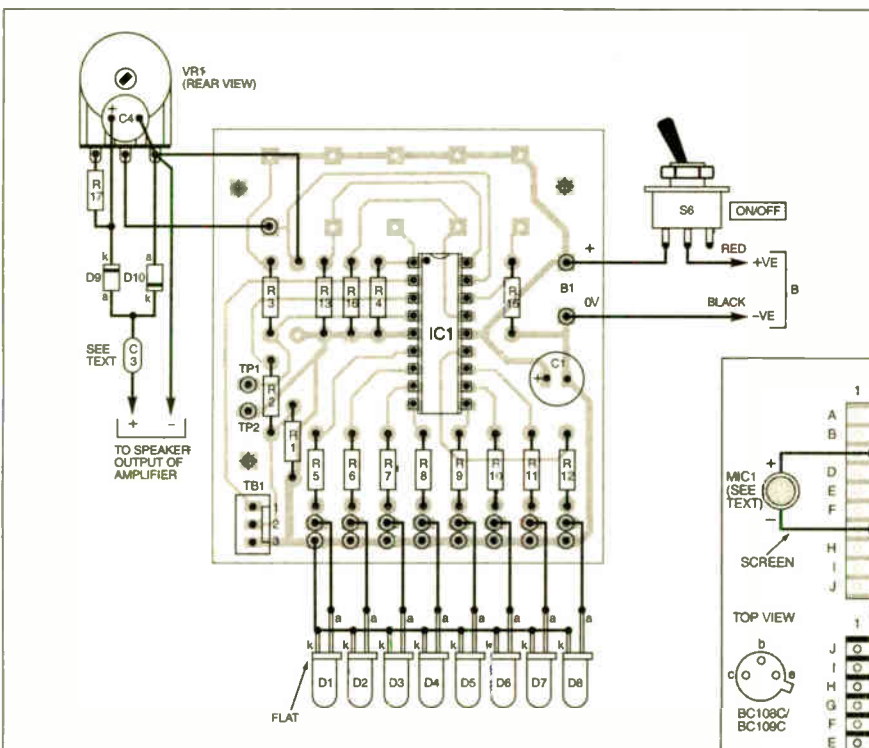 VR1
(REAR VIEW)
+
C4
R
17
k
a
D9
D10
a
k
SEE
TEXT
C
3
+
−
TO SPEAKER
OUTPUT OF
AMPLIFIER
S6
ON/OFF
RED
+VE
B
BLACK
−VE
+
B1
0V
R
3
R
13
R
16
R
4
IC1
R
15
C1
+
TP1
TP2
R
2
R
1
R
5
R
6
R
7
R
8
R
9
R
10
R
11
R
12
TB1
1
2
3
a a a a a a a a
k k k k k k k k
D1 D2 D3 D4 D5 D6 D7 D8
FLAT
1
A
B
D
E
F
H
I
J
+
MIC1
(SEE
TEXT)
−
SCREEN
TOP VIEW
b
c
e
BC108C/
BC109C
1
J
I
H
G
F
E